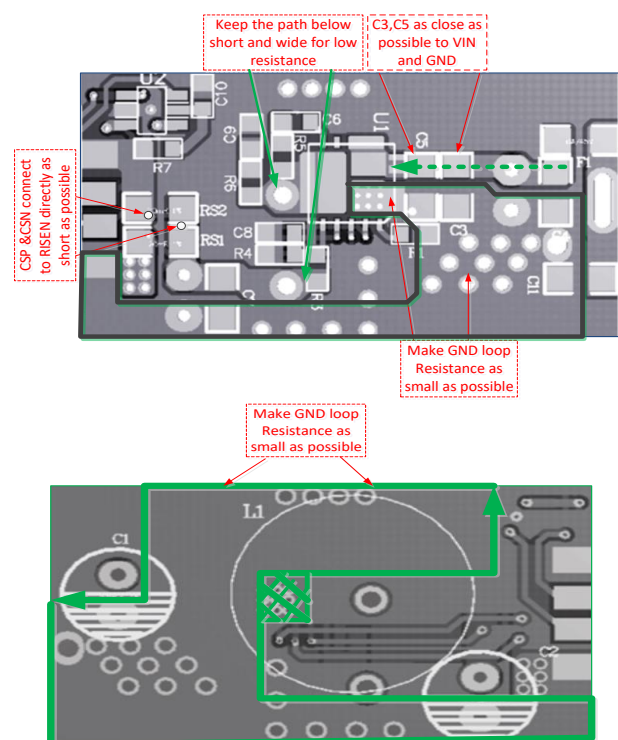 Keep the path below
short and wide for low
resistance
C3,C5 as close as
possible to VIN
and GND
U2
C10
C6
U1
C5
F1
R5
R7
R6
CSP &CSN connect
to RISEN directly as
short as possible
RS2
RS1
C8
R4
R1
C3
R3
C11
Make GND loop
Resistance as
small as possible
Make GND loop
Resistance as
small as possible
L1
C1
C2